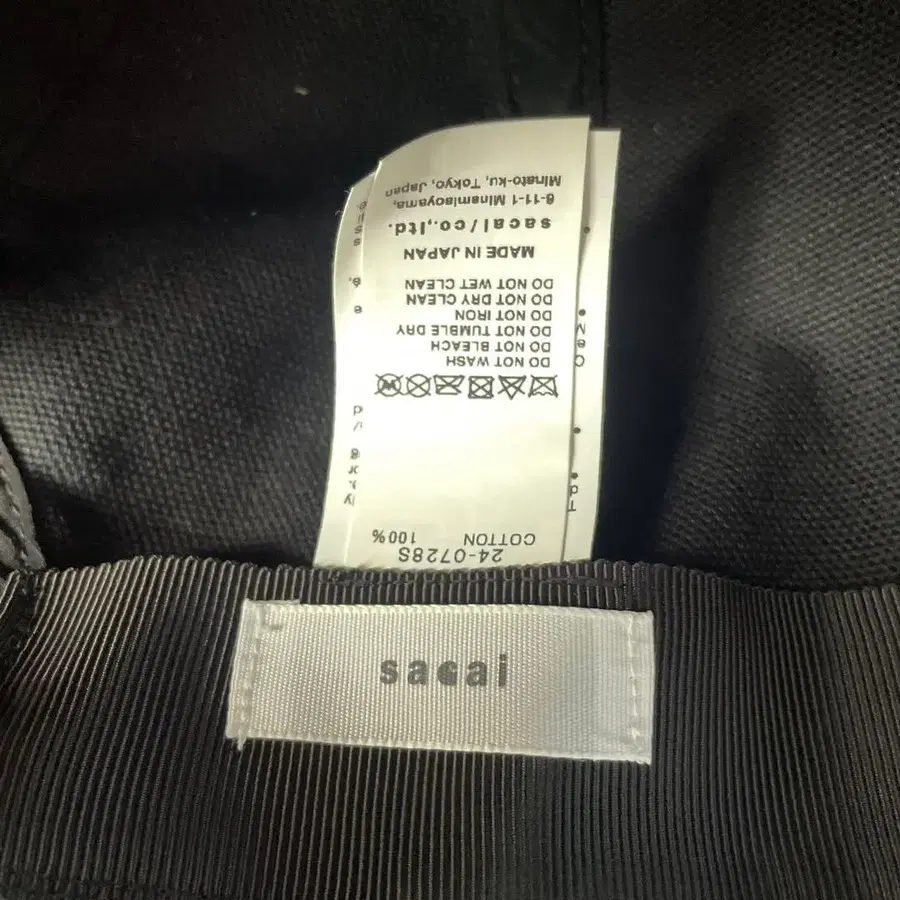 24-0728S
COTTON 100%
DO NOT WASH
DO NOT BLEACH
DO NOT TUMBLE DRY
DO NOT IRON
DO NOT DRY CLEAN
DO NOT WET CLEAN
MADE IN JAPAN
sacai/co.,ltd.
6-11-1 Minamiaoyama,
Minato-ku, Tokyo, Japan
sacai